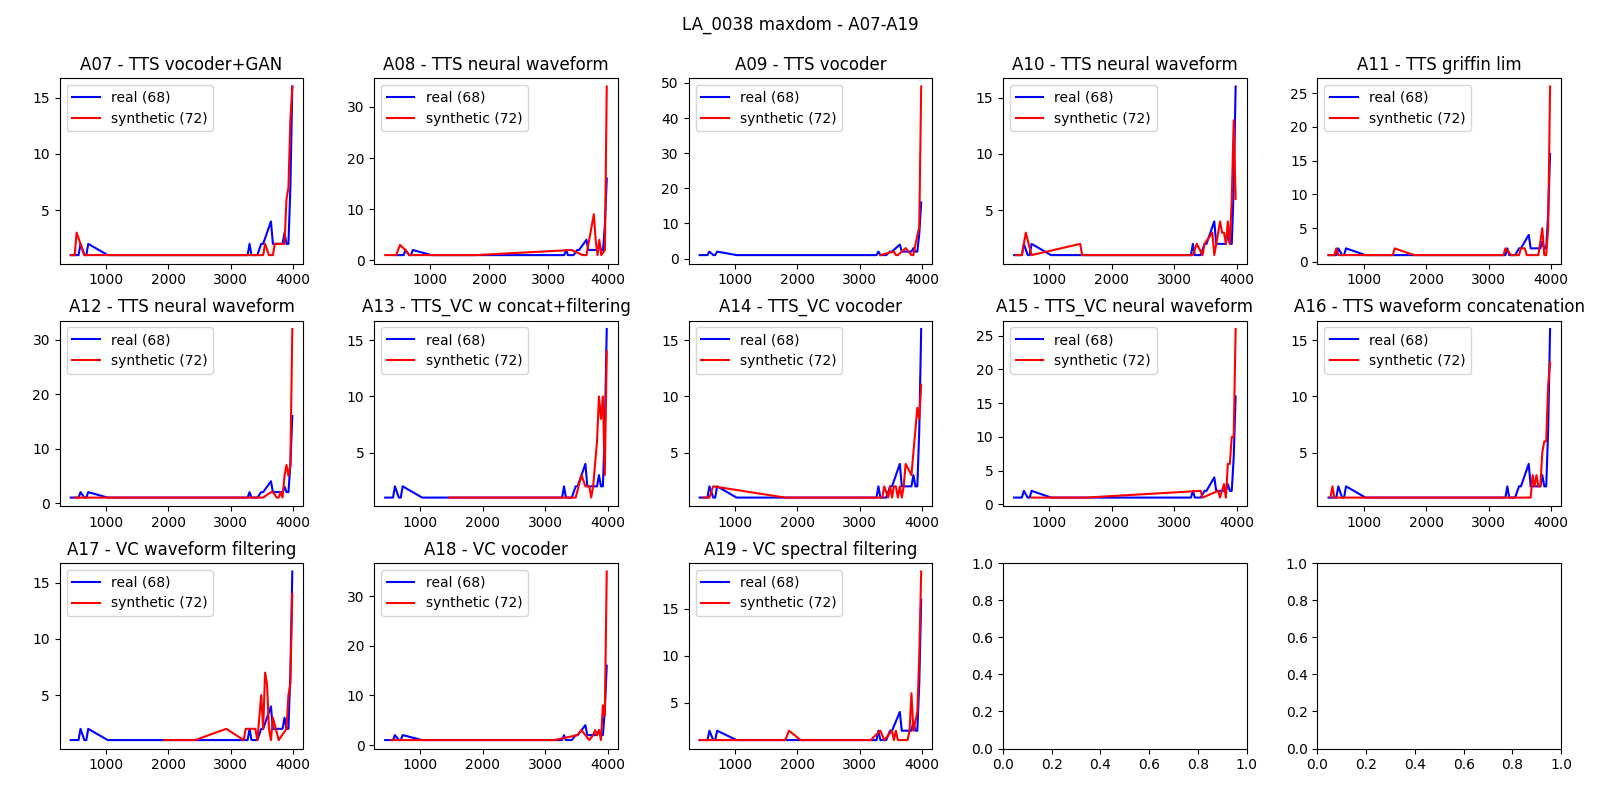 LA_0038 maxdom - A07-A19
A07 - TTS vocoder+GAN
15
10
5
1000 2000 3000 4000
real (68)
synthetic (72)
A08 - TTS neural waveform
30
20
10
0
1000 2000 3000 4000
real (68)
synthetic (72)
A09 - TTS vocoder
50
40
30
20
10
0
1000 2000 3000 4000
real (68)
synthetic (72)
A10 - TTS neural waveform
15
10
5
1000 2000 3000 4000
real (68)
synthetic (72)
A11 - TTS griffin lim
25
20
15
10
5
0
1000 2000 3000 4000
real (68)
synthetic (72)
A12 - TTS neural waveform
30
20
10
0
1000 2000 3000 4000
real (68)
synthetic (72)
A13 - TTS_VC w concat+filtering
15
10
5
1000 2000 3000 4000
real (68)
synthetic (72)
A14 - TTS_VC vocoder
15
10
5
1000 2000 3000 4000
real (68)
synthetic (72)
A15 - TTS_VC neural waveform
25
20
15
10
5
0
1000 2000 3000 4000
real (68)
synthetic (72)
A16 - TTS waveform concatenation
15
10
5
1000 2000 3000 4000
real (68)
synthetic (72)
A17 - VC waveform filtering
15
10
5
1000 2000 3000 4000
real (68)
synthetic (72)
A18 - VC vocoder
30
20
10
0
1000 2000 3000 4000
real (68)
synthetic (72)
A19 - VC spectral filtering
15
10
5
1000 2000 3000 4000
real (68)
synthetic (72)
1.0
0.8
0.6
0.4
0.2
0.0
0.0 0.2 0.4 0.6 0.8 1.0
1.0
0.8
0.6
0.4
0.2
0.0
0.0 0.2 0.4 0.6 0.8 1.0